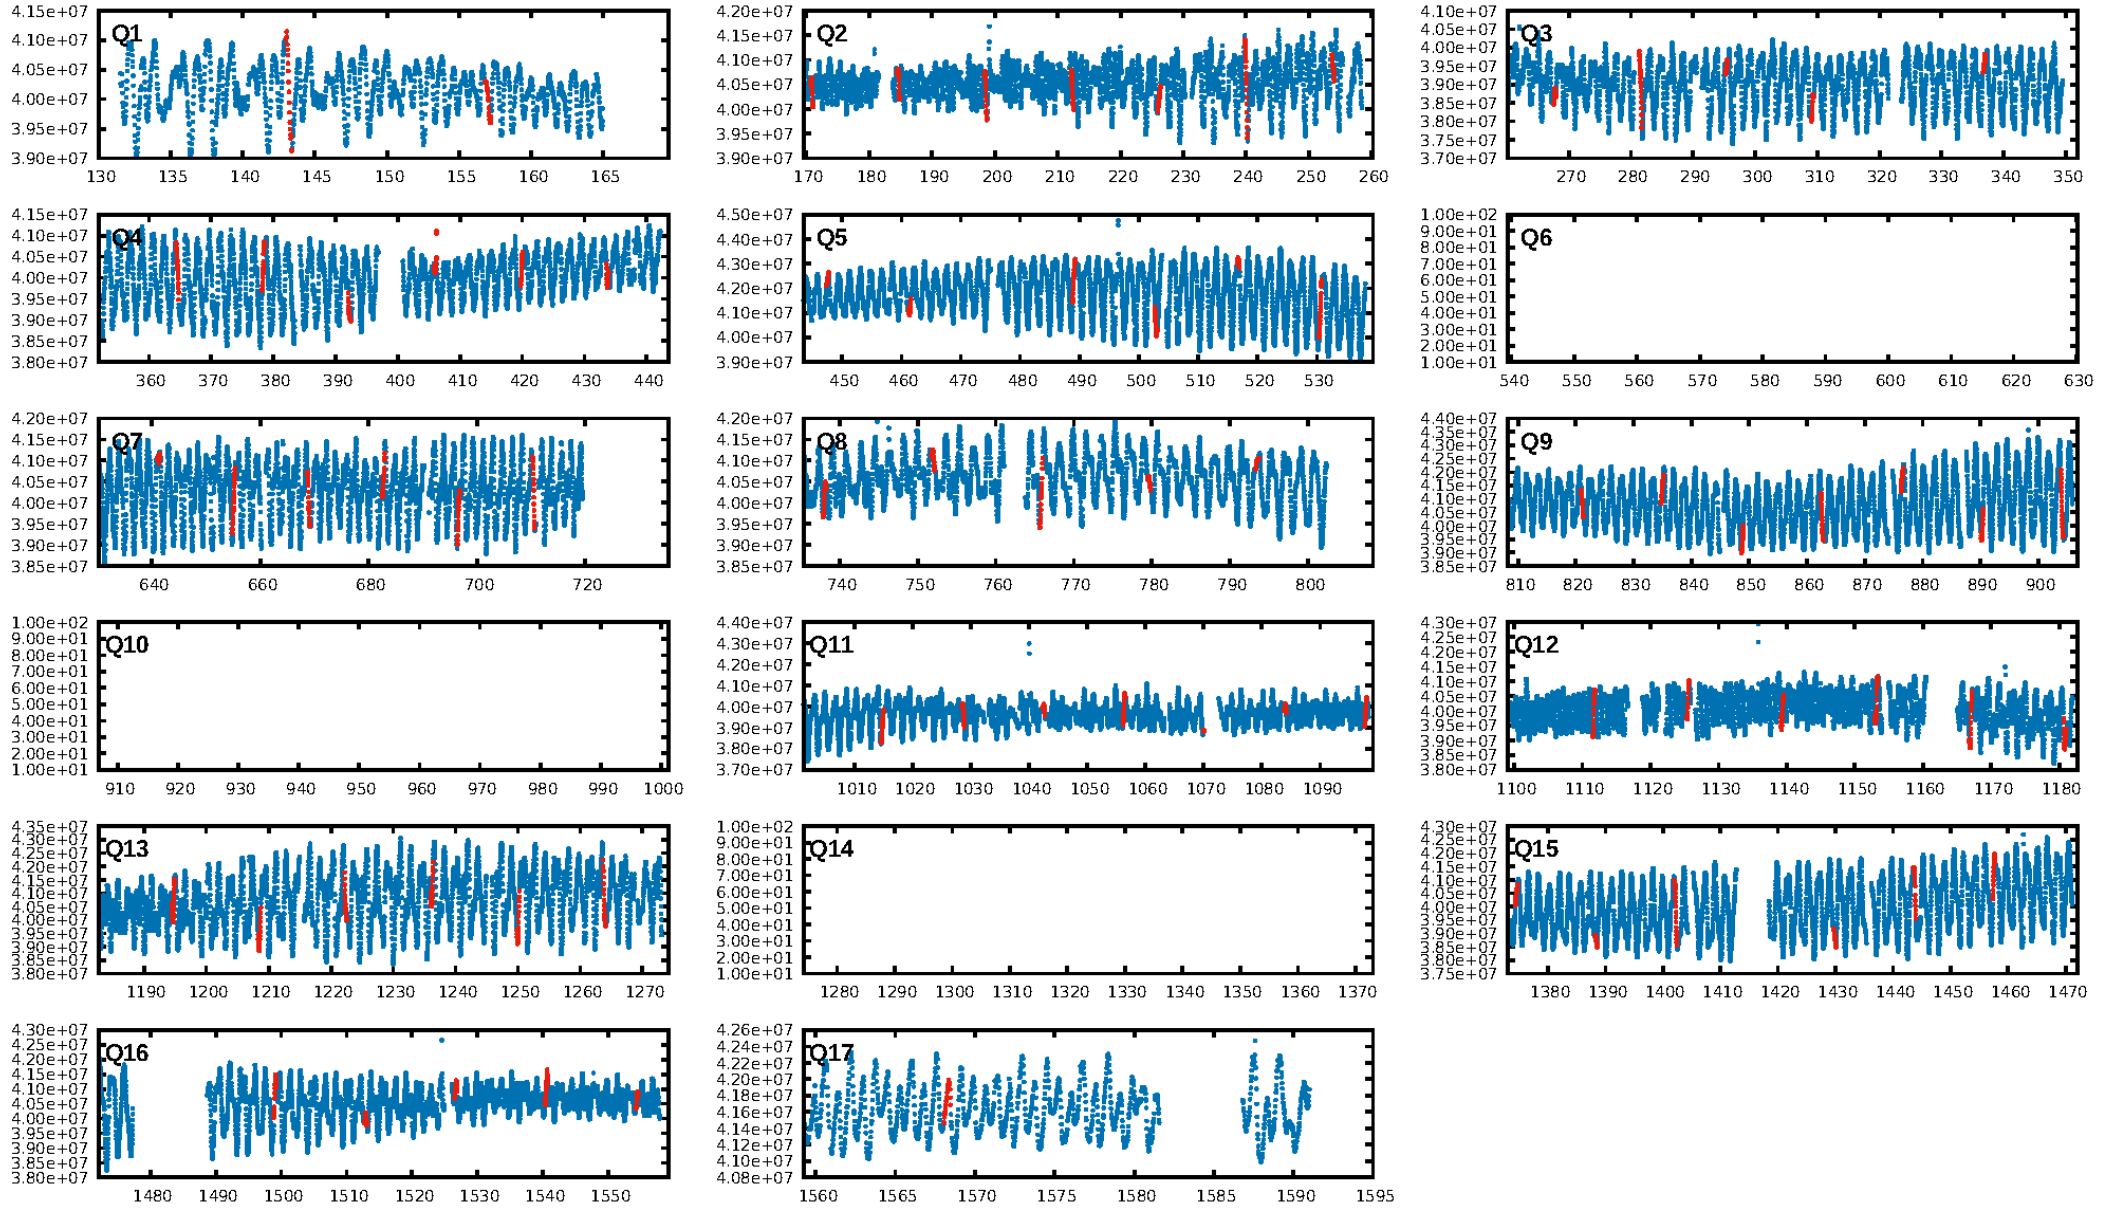 4.15e+07
4.10e+07
4.05e+07
4.00e+07
3.95e+07
3.90e+07
Q1
130 135 140 145 150 155 160 165
4.20e+07
4.15e+07
4.10e+07
4.05e+07
4.00e+07
3.95e+07
3.90e+07
Q2
170 180 190 200 210 220 230 240 250 260
4.10e+07
4.05e+07
4.00e+07
3.95e+07
3.90e+07
3.85e+07
3.80e+07
3.75e+07
3.70e+07
Q3
270 280 290 300 310 320 330 340 350
4.15e+07
4.10e+07
4.05e+07
4.00e+07
3.95e+07
3.90e+07
3.85e+07
3.80e+07
Q4
360 370 380 390 400 410 420 430 440
4.50e+07
4.40e+07
4.30e+07
4.20e+07
4.10e+07
4.00e+07
3.90e+07
Q5
450 460 470 480 490 500 510 520 530
1.00e+02
9.00e+01
8.00e+01
7.00e+01
6.00e+01
5.00e+01
4.00e+01
3.00e+01
2.00e+01
1.00e+01
Q6
540 550 560 570 580 590 600 610 620 630
4.20e+07
4.15e+07
4.10e+07
4.05e+07
4.00e+07
3.95e+07
3.90e+07
3.85e+07
Q7
640 660 680 700 720
4.20e+07
4.15e+07
4.10e+07
4.05e+07
4.00e+07
3.95e+07
3.90e+07
3.85e+07
Q8
740 750 760 770 780 790 800
4.40e+07
4.35e+07
4.30e+07
4.25e+07
4.20e+07
4.15e+07
4.10e+07
4.05e+07
4.00e+07
3.95e+07
3.90e+07
3.85e+07
Q9
810 820 830 840 850 860 870 880 890 900
1.00e+02
9.00e+01
8.00e+01
7.00e+01
6.00e+01
5.00e+01
4.00e+01
3.00e+01
2.00e+01
1.00e+01
Q10
910 920 930 940 950 960 970 980 990 1000
4.40e+07
4.30e+07
4.20e+07
4.10e+07
4.00e+07
3.90e+07
3.80e+07
3.70e+07
Q11
1010 1020 1030 1040 1050 1060 1070 1080 1090
4.30e+07
4.25e+07
4.20e+07
4.15e+07
4.10e+07
4.05e+07
4.00e+07
3.95e+07
3.90e+07
3.85e+07
3.80e+07
Q12
1100 1110 1120 1130 1140 1150 1160 1170 1180
4.35e+07
4.30e+07
4.25e+07
4.20e+07
4.15e+07
4.10e+07
4.05e+07
4.00e+07
3.95e+07
3.90e+07
3.85e+07
3.80e+07
Q13
1190 1200 1210 1220 1230 1240 1250 1260 1270
1.00e+02
9.00e+01
8.00e+01
7.00e+01
6.00e+01
5.00e+01
4.00e+01
3.00e+01
2.00e+01
1.00e+01
Q14
1280 1290 1300 1310 1320 1330 1340 1350 1360 1370
4.30e+07
4.25e+07
4.20e+07
4.15e+07
4.10e+07
4.05e+07
4.00e+07
3.95e+07
3.90e+07
3.85e+07
3.80e+07
3.75e+07
Q15
1380 1390 1400 1410 1420 1430 1440 1450 1460 1470
4.30e+07
4.25e+07
4.20e+07
4.15e+07
4.10e+07
4.05e+07
4.00e+07
3.95e+07
3.90e+07
3.85e+07
3.80e+07
Q16
1480 1490 1500 1510 1520 1530 1540 1550
4.26e+07
4.24e+07
4.22e+07
4.20e+07
4.18e+07
4.16e+07
4.14e+07
4.12e+07
4.10e+07
4.08e+07
Q17
1560 1565 1570 1575 1580 1585 1590 1595